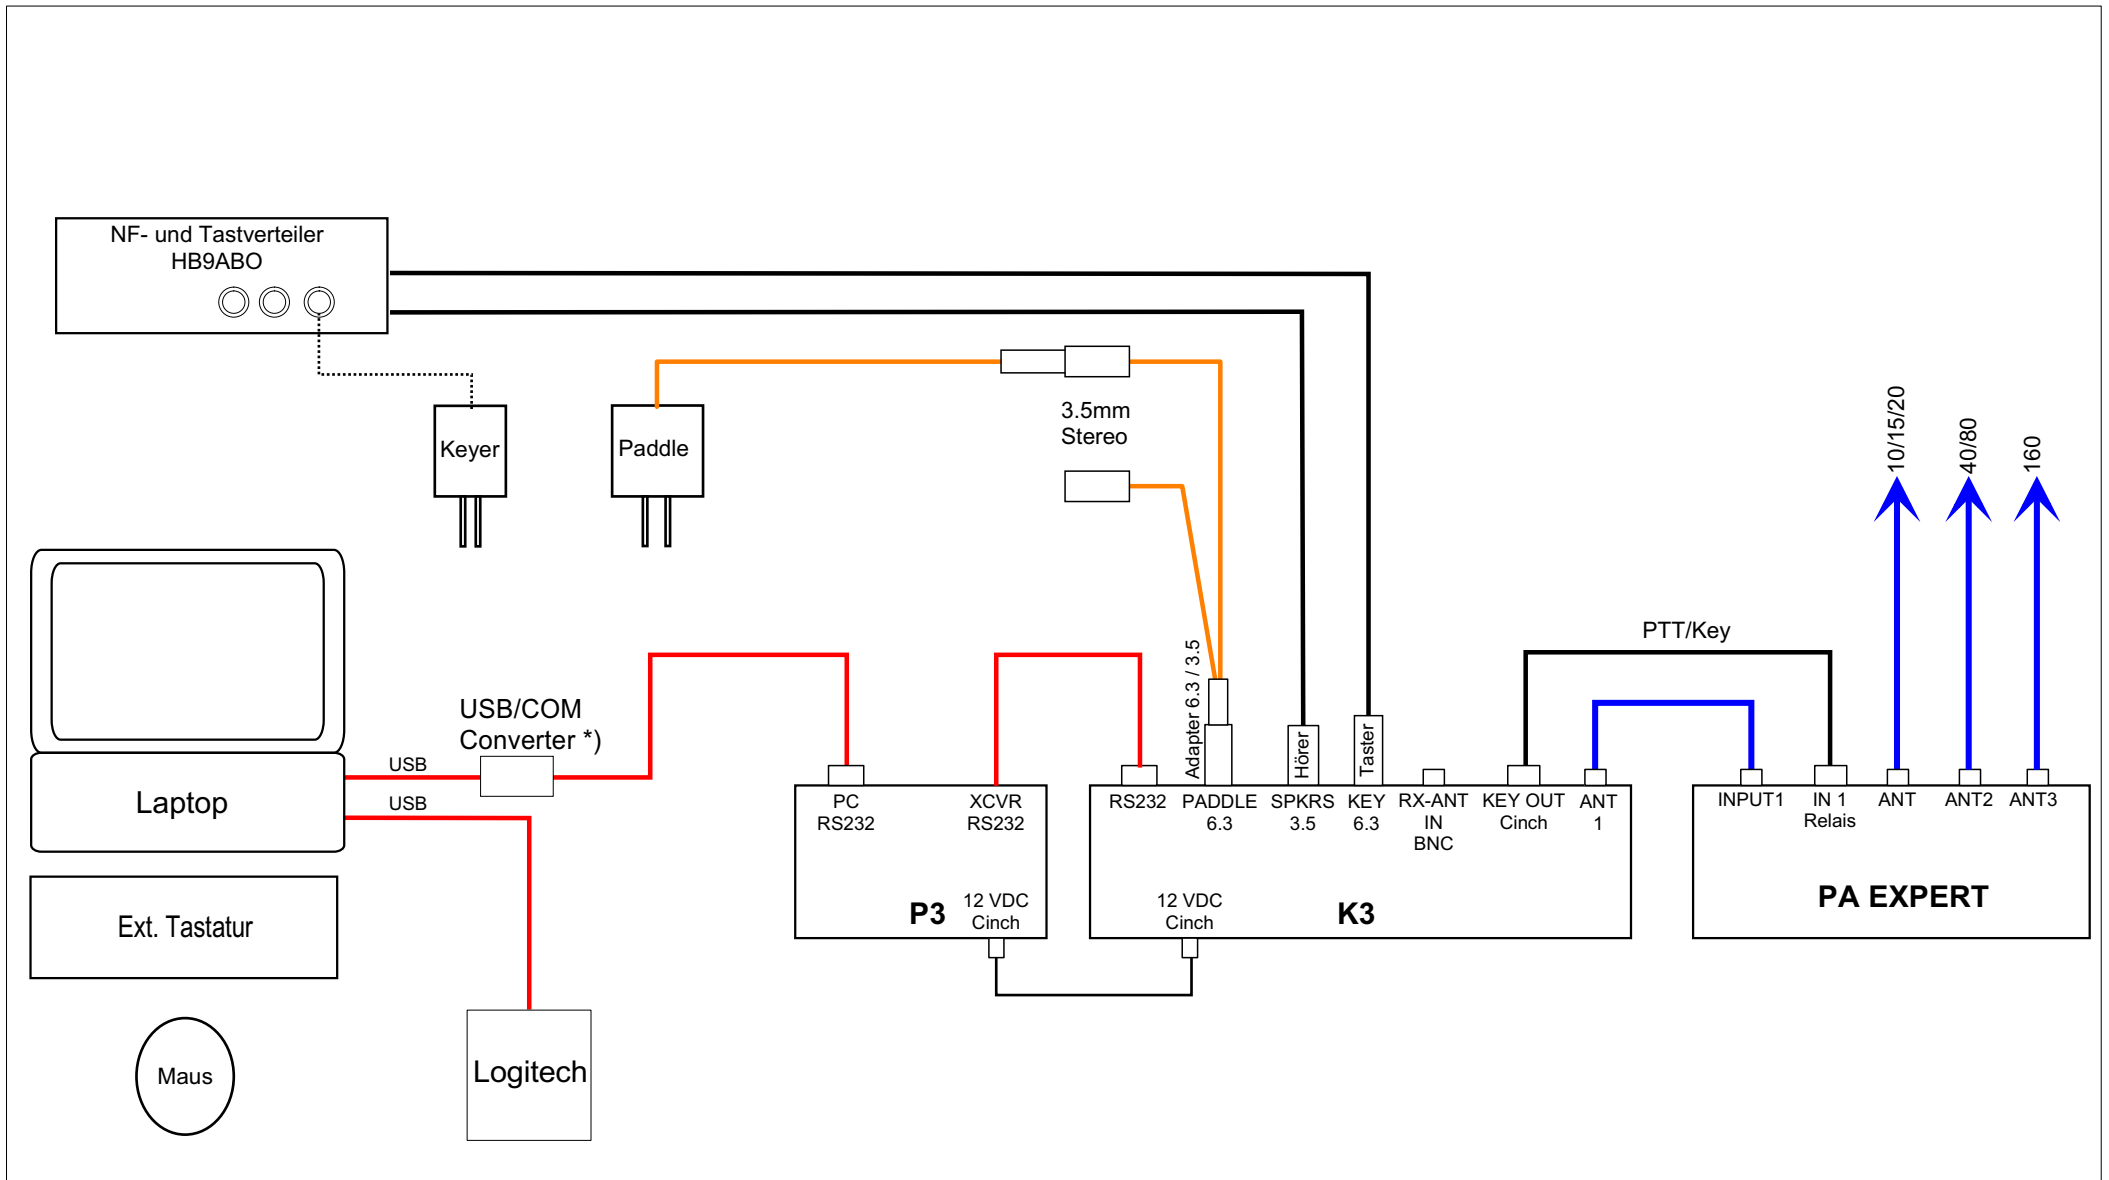 NF- und Tastverteiler
HB9ABO
Keyer
Paddle
3.5mm
Stereo
10/15/20
40/80
160
PTT/Key
Adapter 6.3 / 3.5
Hörer
Taster
USB/COM
Converter *)
USB
USB
Laptop
Ext. Tastatur
Maus
Logitech
PC
RS232
XCVR
RS232
P3
12 VDC
Cinch
RS232
PADDLE
6.3
SPKRS
3.5
KEY
6.3
RX-ANT
IN
BNC
KEY OUT
Cinch
ANT
1
12 VDC
Cinch
K3
INPUT1
IN 1
Relais
ANT
ANT2
ANT3
PA EXPERT